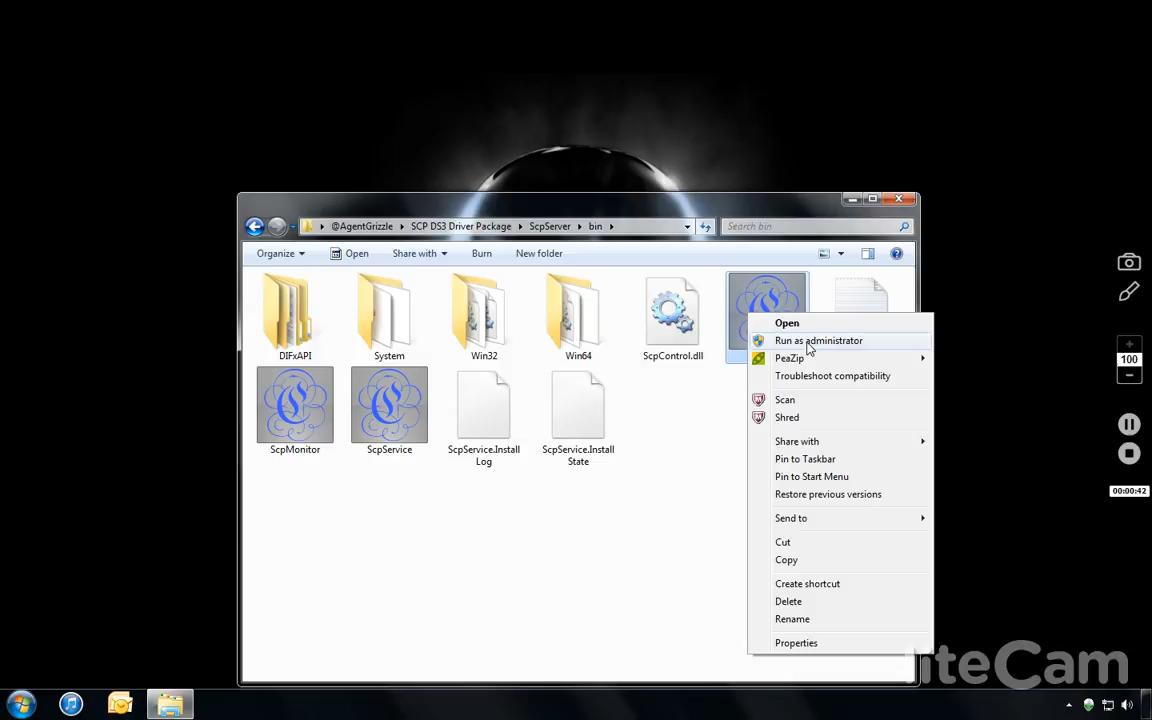 @AgentGrizzle
SCP DS3 Driver Package
ScpServer
bin
Search bin
Organize
Open
Share with
Burn
New folder
DIFxAPI
System
Win32
Win64
ScpControl.dll
ScpMonitor
ScpService
ScpService.Install
Log
ScpService.Install
State
Open
Run as administrator
PeaZip
Troubleshoot compatibility
Scan
Shred
Share with
Pin to Taskbar
Pin to Start Menu
Restore previous versions
Send to
Cut
Copy
Create shortcut
Delete
Rename
Properties
100
00:00:42
liteCam